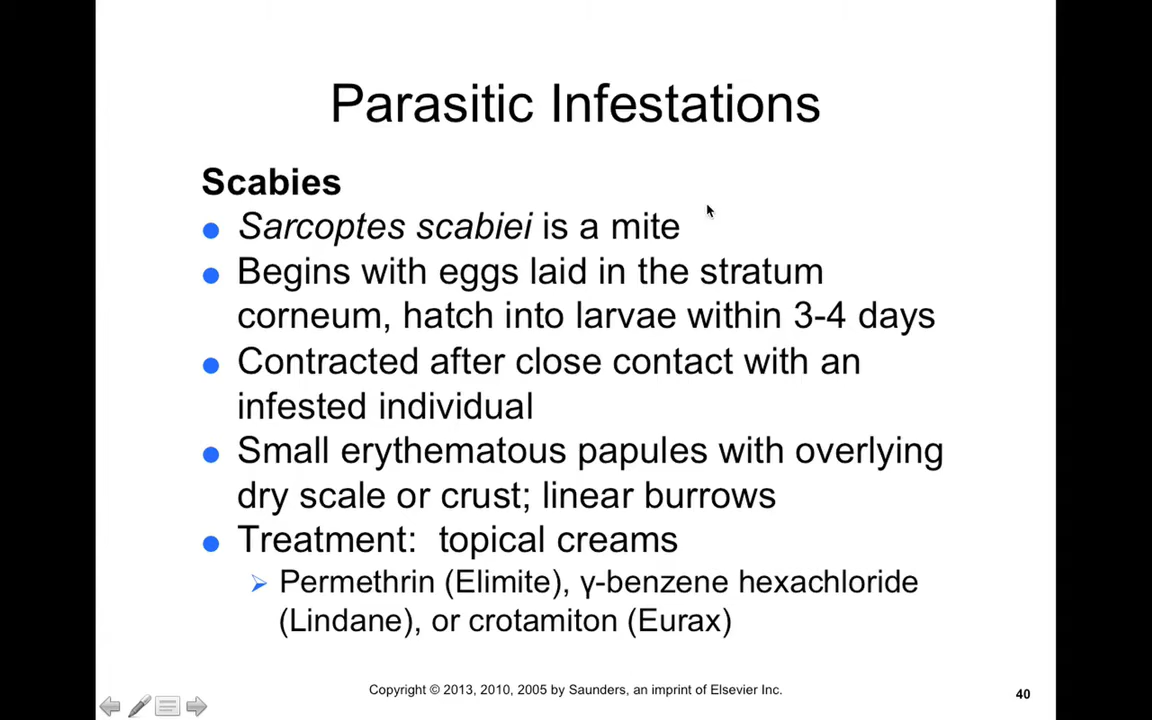 Parasitic Infestations
Scabies
Sarcoptes scabiei is a mite
Begins with eggs laid in the stratum
corneum, hatch into larvae within 3-4 days
Contracted after close contact with an
infested individual
Small erythematous papules with overlying
dry scale or crust; linear burrows
Treatment:  topical creams
Permethrin (Elimite), γ-benzene hexachloride
(Lindane), or crotamiton (Eurax)
Copyright © 2013, 2010, 2005 by Saunders, an imprint of Elsevier Inc.
40